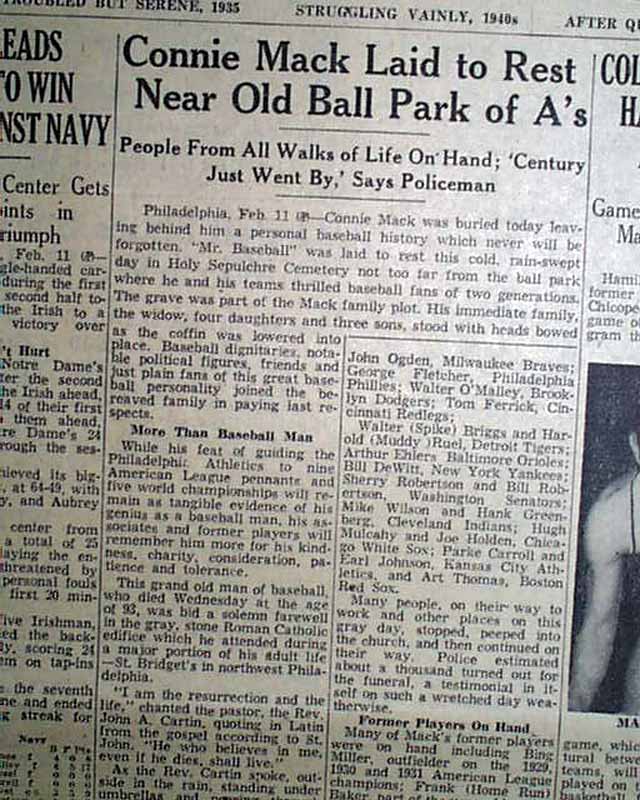 TROUBLED BUT SERENE, 1935
STRUGGLING VAINLY, 1940s
AFTER
LEADS
TO WIN
NST NAVY
Center Gets
ints in
riumph
, Feb. 11 (AP)—
gle-handed car-
during the first
second half to-
the Irish to a
victory over
't Hurt
Notre Dame's
ter the second
he Irish ahead,
14 of their first
them ahead,
re Dame's 24
rough the ses-
hieved its big-
, at 64-49, with
y, and Aubrey
center from
a total of 25
laying the en-
threatened by
personal fouls
first 20 min-
ive Irishman,
ed the back-
ly, scoring 24
em on tap-ins
s the seventh
me and ended
g streak for
Navy
Connie Mack Laid to Rest
Near Old Ball Park of A's
People From All Walks of Life On Hand; 'Century
Just Went By,' Says Policeman
Philadelphia, Feb. 11 (AP)—Connie Mack was buried today leav-
ing behind him a personal baseball history which never will be
forgotten. "Mr. Baseball" was laid to rest this cold, rain-swept
day in Holy Sepulchre Cemetery not too far from the ball park
where he and his teams thrilled baseball fans of two generations.
The grave was part of the Mack family plot. His immediate family,
the widow, four daughters and three sons, stood with heads bowed
as the coffin was lowered into
place. Baseball dignitaries, nota-
ble political figures, friends and
just plain fans of this great base-
ball personality joined the be-
reaved family in paying last re-
spects.
More Than Baseball Man
While his feat of guiding the
Philadelphia Athletics to nine
American League pennants and
five world championships will re-
main as tangible evidence of his
genius as a baseball man, his as-
sociates and former players will
remember him more for his kind-
ness, charity, consideration, pa-
tience and tolerance.
This grand old man of baseball,
who died Wednesday at the age
of 93, was bid a solemn farewell
in the gray, stone Roman Catholic
edifice which he attended during
a major portion of his adult life
—St. Bridget's in northwest Phila-
delphia.
"I am the resurrection and the
life," chanted the pastor, the Rev.
John A. Cartin, quoting in Latin
from the gospel according to St.
John. "He who believes in me,
even if he dies, shall live."
As the Rev. Cartin spoke, out-
side in the rain, standing under
umbrellas and
John Ogden, Milwaukee Braves;
George Fletcher, Philadelphia
Phillies; Walter O'Malley, Brook-
lyn Dodgers; Tom Ferrick, Cin-
cinnati Redlegs;
Walter (Spike) Briggs and Har-
old (Muddy )Ruel, Detroit Tigers;
Arthur Ehlers Baltimore Orioles;
Bill DeWitt, New York Yankees;
Sherry Robertson and Bill Rob-
ertson, Washington Senators;
Mike Wilson and Hank Green-
berg, Cleveland Indians; Hugh
Mulcahy and Joe Holden, Chica-
go White Sox; Parke Carroll and
Earl Johnson, Kansas City Ath-
letics, and Art Thomas, Boston
Red Sox.
Many people, on their way to
work and other places on this
gray day, stopped, peeped into
the church, and then continued on
their way. Police estimated
about a thousand turned out for
the funeral, a testimonial in it-
self on such a wretched day wea-
therwise.
Former Players On Hand
Many of Mack's former players
were on hand including Bing
Miller, outfielder on the 1929,
1930 and 1931 American League
champions; Frank (Home Run)
Baker, part of the
COL
HA
Game
Ma
Hami
former
Chicope
game o
gram th
MA
game, which
tural between
teams, will
played on
basketball